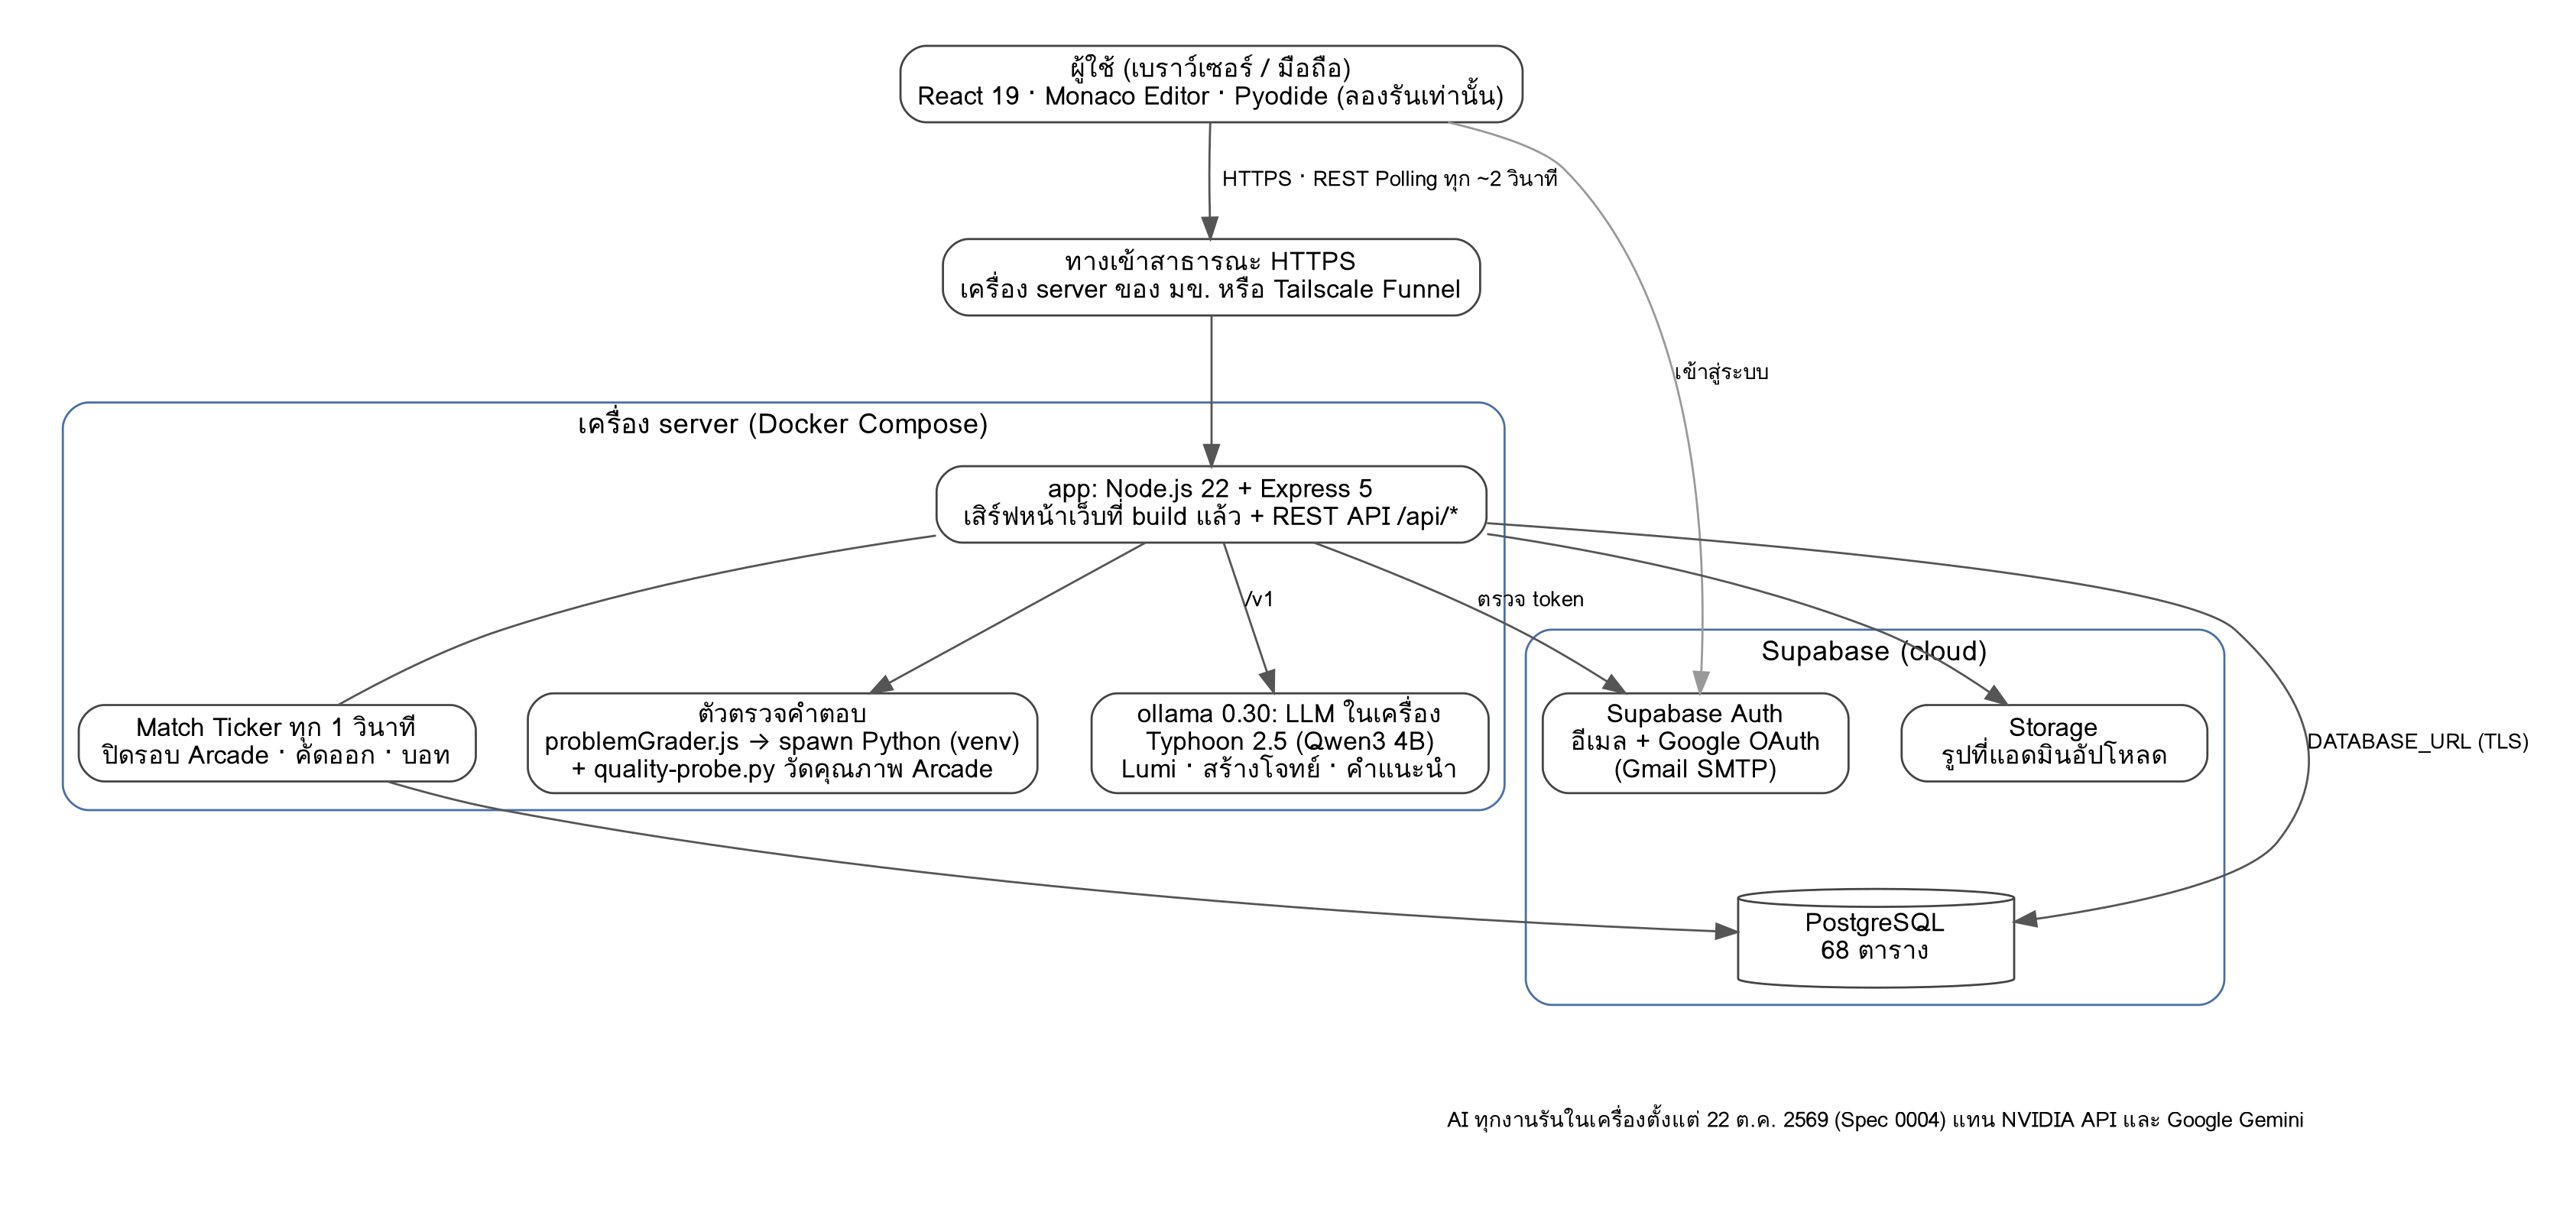 ผู้ใช้ (เบราว์เซอร์ / มือถือ)
React 19 · Monaco Editor · Pyodide (ลองรันเท่านั้น)
HTTPS · REST Polling ทุก ~2 วินาที
ทางเข้าสาธารณะ HTTPS
เครื่อง server ของ มข. หรือ Tailscale Funnel
เข้าสู่ระบบ
เครื่อง server (Docker Compose)
app: Node.js 22 + Express 5
เสิร์ฟหน้าเว็บที่ build แล้ว + REST API /api/*
/v1
ตรวจ token
Supabase (cloud)
Match Ticker ทุก 1 วินาที
ปิดรอบ Arcade · คัดออก · บอท
ตัวตรวจคำตอบ
problemGrader.js → spawn Python (venv)
+ quality-probe.py วัดคุณภาพ Arcade
ollama 0.30: LLM ในเครื่อง
Typhoon 2.5 (Qwen3 4B)
Lumi · สร้างโจทย์ · คำแนะนำ
Supabase Auth
อีเมล + Google OAuth
(Gmail SMTP)
Storage
รูปที่แอดมินอัปโหลด
DATABASE_URL (TLS)
PostgreSQL
68 ตาราง
AI ทุกงานรันในเครื่องตั้งแต่ 22 ต.ค. 2569 (Spec 0004) แทน NVIDIA API และ Google Gemini